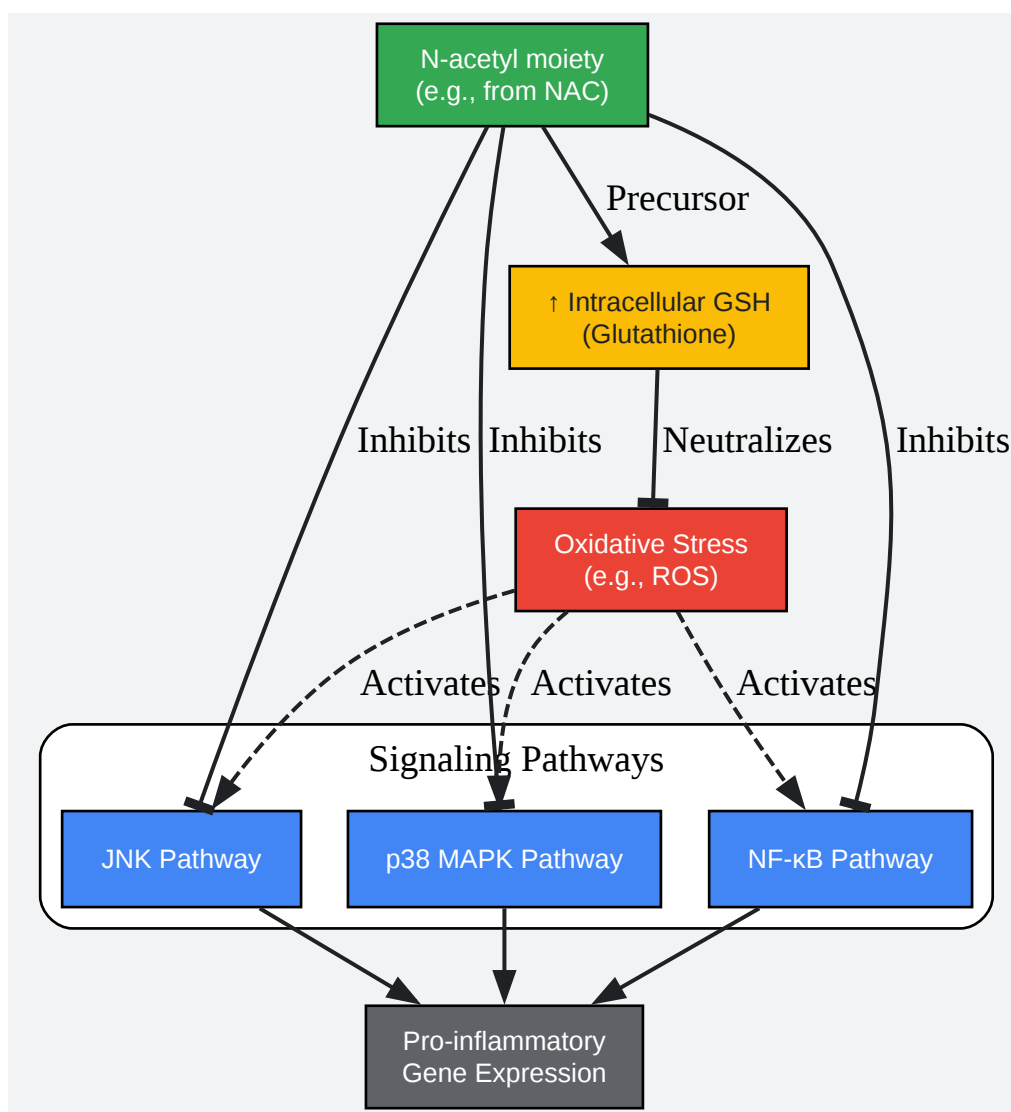 N-acetyl moiety
(e.g., from NAC)
Precursor
↑ Intracellular GSH
(Glutathione)
Inhibits
Inhibits
Neutralizes
Inhibits
Oxidative Stress
(e.g., ROS)
Activates
Activates
Activates
Signaling Pathways
JNK Pathway
p38 MAPK Pathway
NF-κB Pathway
Pro-inflammatory
Gene Expression